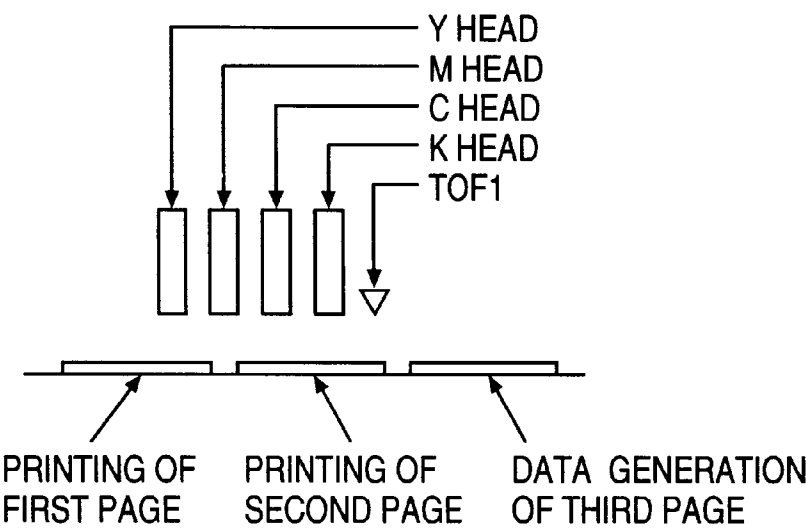 Y HEAD
M HEAD
C HEAD
K HEAD
TOF1
PRINTING OF
FIRST PAGE
PRINTING OF
SECOND PAGE
DATA GENERATION
OF THIRD PAGE